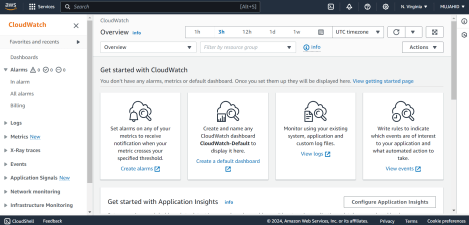 aws
Services
Search
[Alt+S]
N. Virginia
CloudWatch
Favorites and recents
Dashboards
Alarms 0 0 0
In alarm
All alarms
Billing
Logs
Metrics New
X-Ray traces
Events
Application Signals New
Network monitoring
Infrastructure Monitoring
CloudWatch
Overview Info
1h 3h 12h 1d 1w
UTC timezone
Overview
Filter by resource group
Info
Actions
Get started with CloudWatch
You don't have any alarms, metrics or default dashboard. Once you set them up they will be displayed here. View getting started page
Set alarms on any of
your metrics to
receive
notification when your
metric crosses your
specified threshold.
Create alarms
Create and name any
CloudWatch dashboard
CloudWatch-Default to
display it here.
Create a default dashboard
Monitor using your existing
system, application and
custom log files.
View logs
Write rules to indicate
which events are of interest
to your application and
what automated action to
take.
View events
Get started with Application Insights Info
Configure Application Insights
CloudShell
Feedback
© 2024, Amazon Web Services, Inc. or its affiliates.
Privacy
Terms
Cookie preferences